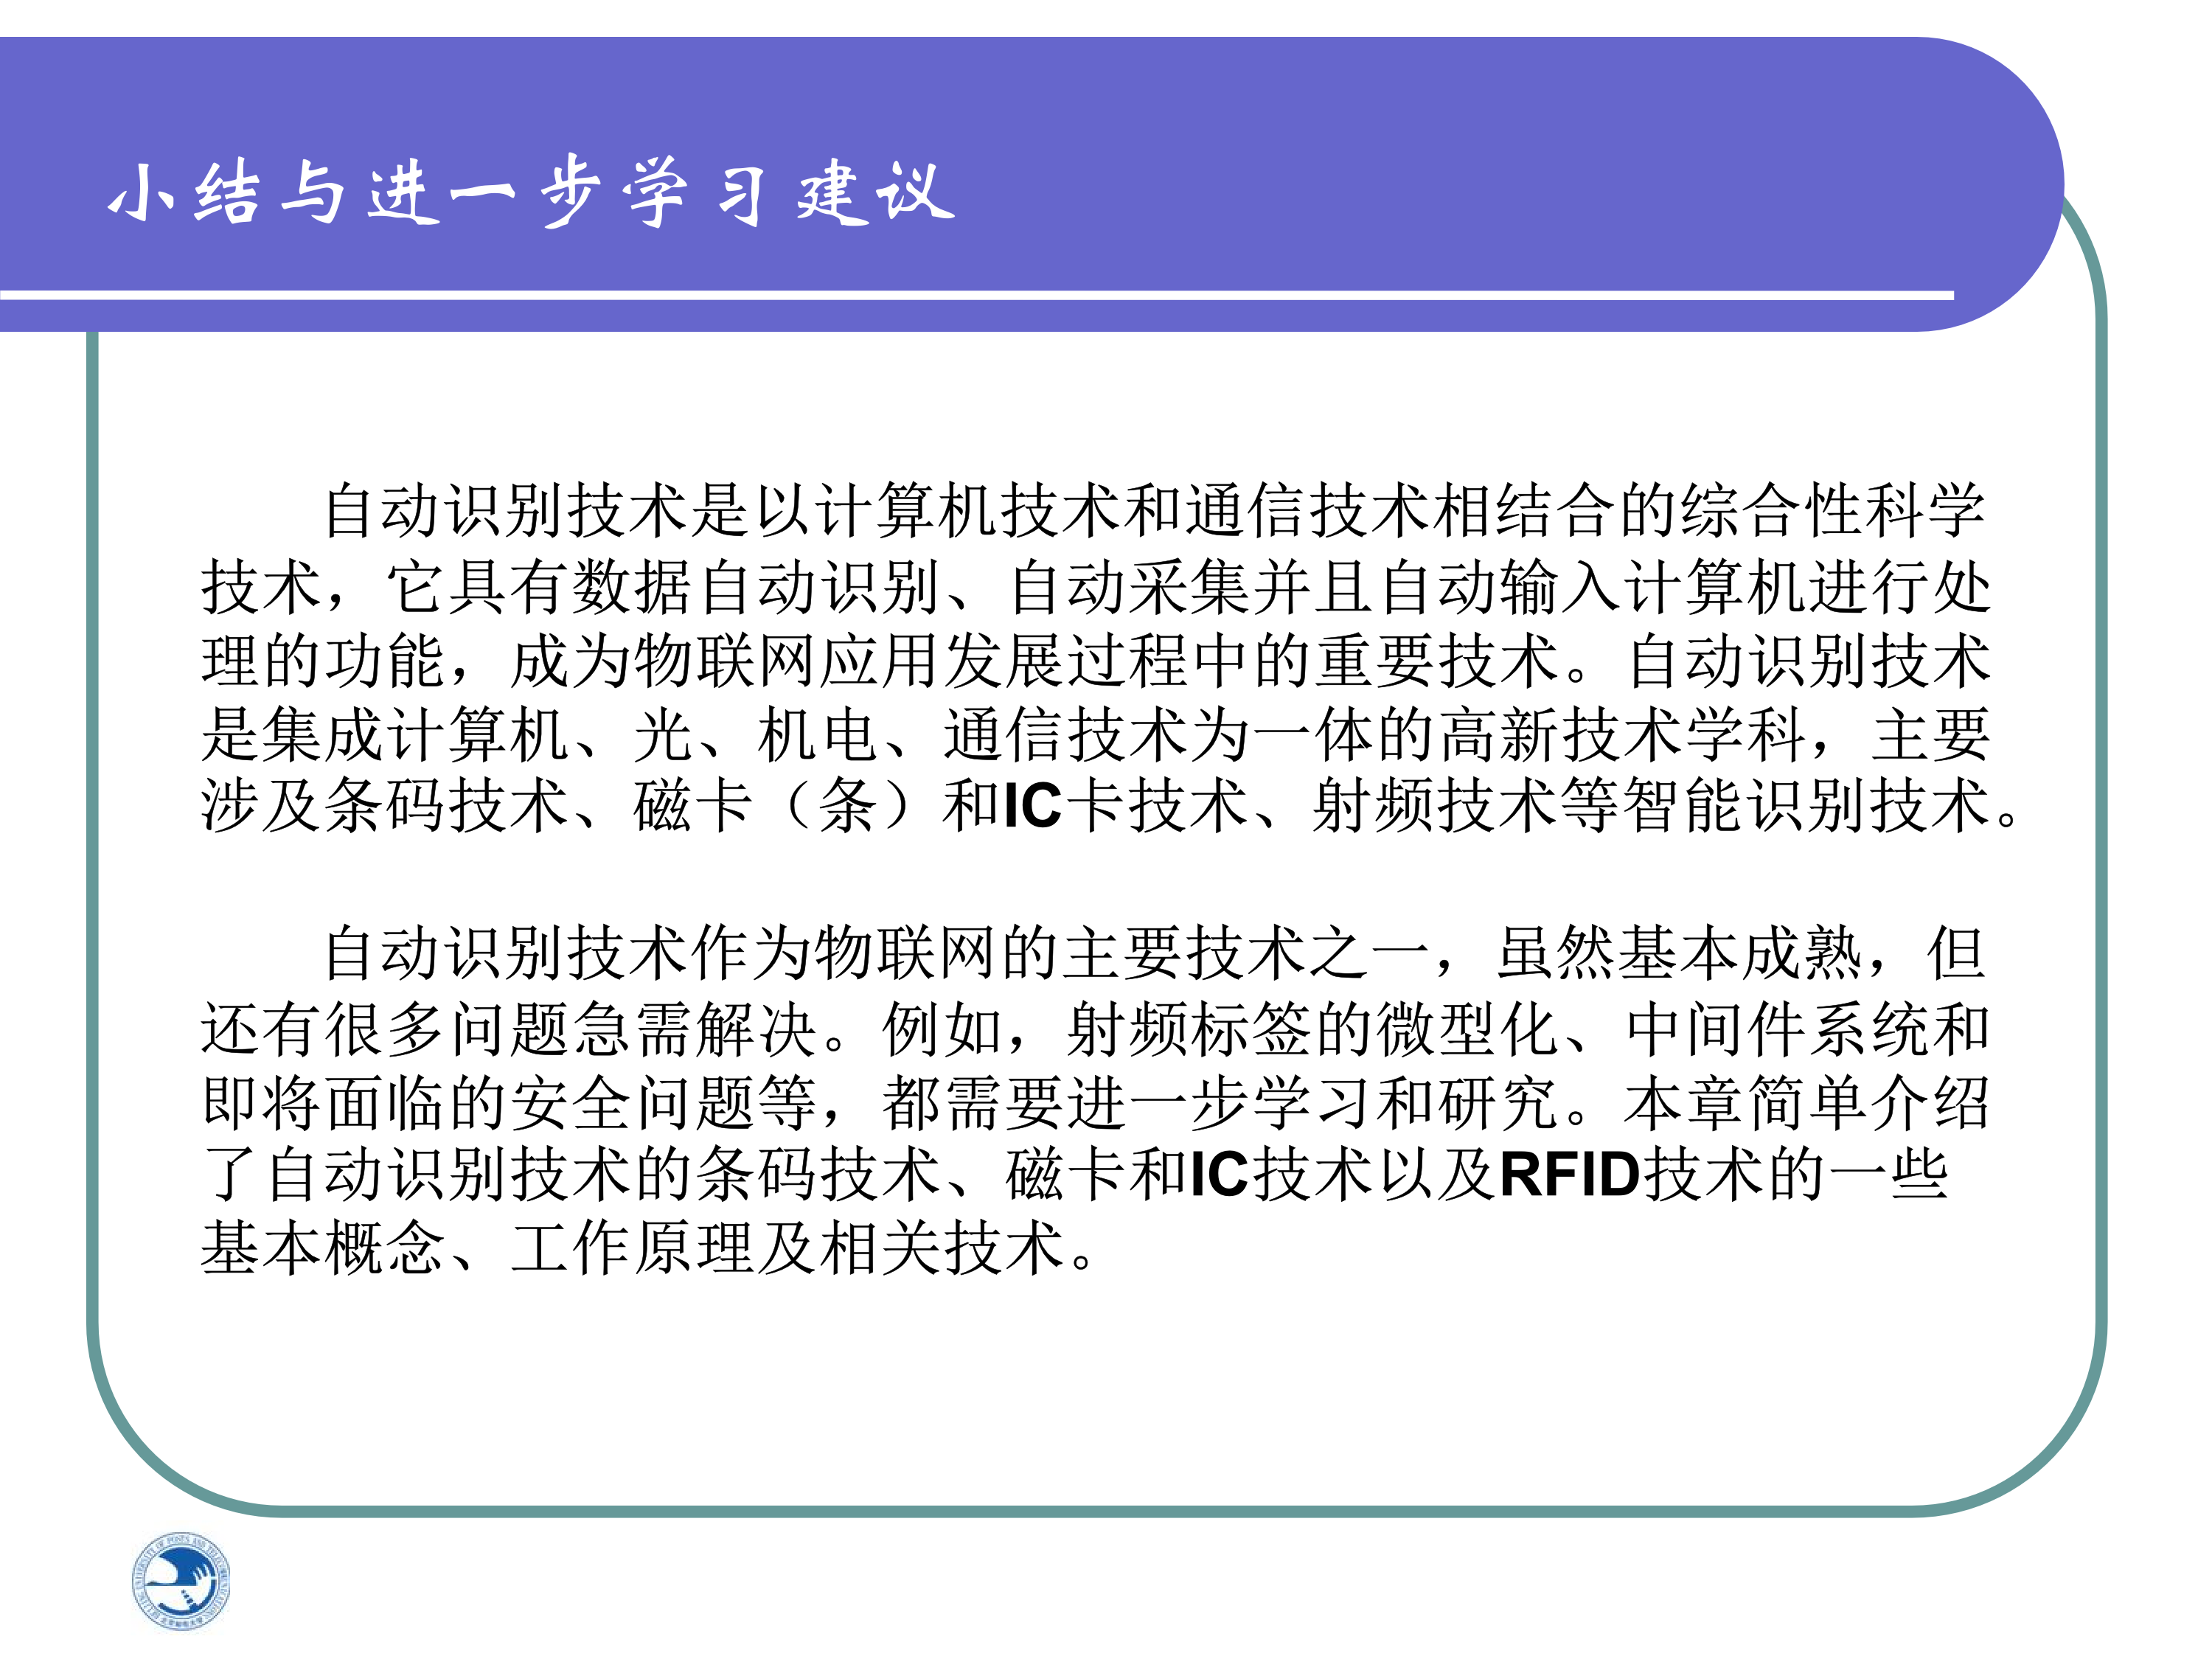 小结与进一步学习建议
自动识别技术是以计算机技术和通信技术相结合的综合性科学
技术，它具有数据自动识别、自动采集并且自动输入计算机进行处
理的功能，成为物联网应用发展过程中的重要技术。自动识别技术
是集成计算机、光、机电、通信技术为一体的高新技术学科，主要
涉及条码技术、磁卡（条）和IC卡技术、射频技术等智能识别技术。
自动识别技术作为物联网的主要技术之一，虽然基本成熟，但
还有很多问题急需解决。例如，射频标签的微型化、中间件系统和
即将面临的安全问题等，都需要进一步学习和研究。本章简单介绍
了自动识别技术的条码技术、磁卡和IC技术以及RFID技术的一些
基本概念、工作原理及相关技术。
BEIJING UNIVERSITY OF POSTS AND TELECOMMUNICATIONS
北京邮电大学